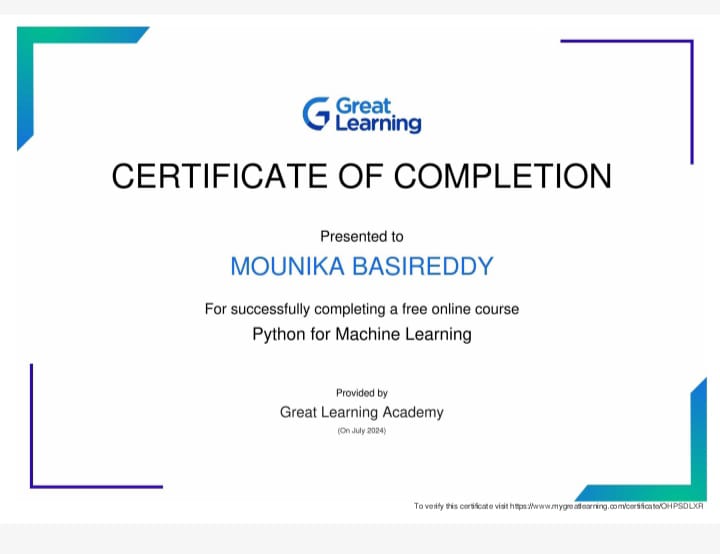 Great
Learning
CERTIFICATE OF COMPLETION
Presented to
MOUNIKA BASIREDDY
For successfully completing a free online course
Python for Machine Learning
Provided by
Great Learning Academy
(On July 2024)
To verify this certificate visit https://www.mygreatlearning.com/certificate/OHPSDLXR